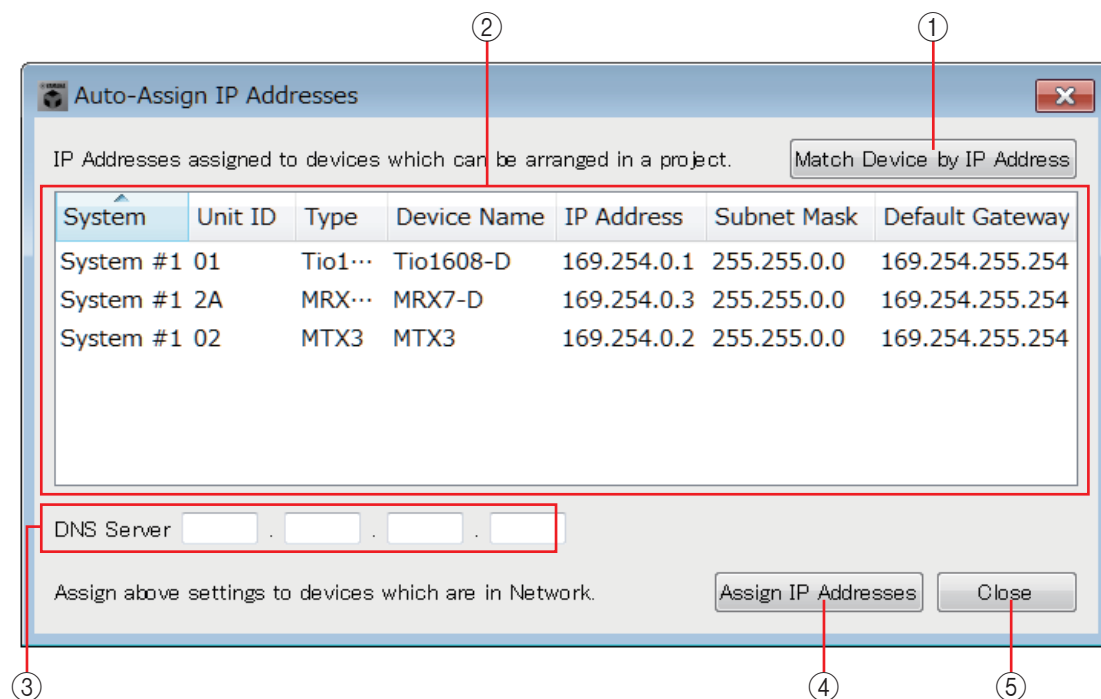 ② ①
Auto-Assign IP Addresses
IP Addresses assigned to devices which can be arranged in a project. Match Device by IP Address
System Unit ID Type Device Name IP Address Subnet Mask Default Gateway
System #1 01 Tio1… Tio1608-D 169.254.0.1 255.255.0.0 169.254.255.254
System #1 2A MRX… MRX7-D 169.254.0.3 255.255.0.0 169.254.255.254
System #1 02 MTX3 MTX3 169.254.0.2 255.255.0.0 169.254.255.254
DNS Server . . .
Assign above settings to devices which are in Network. Assign IP Addresses Close
③ ④ ⑤